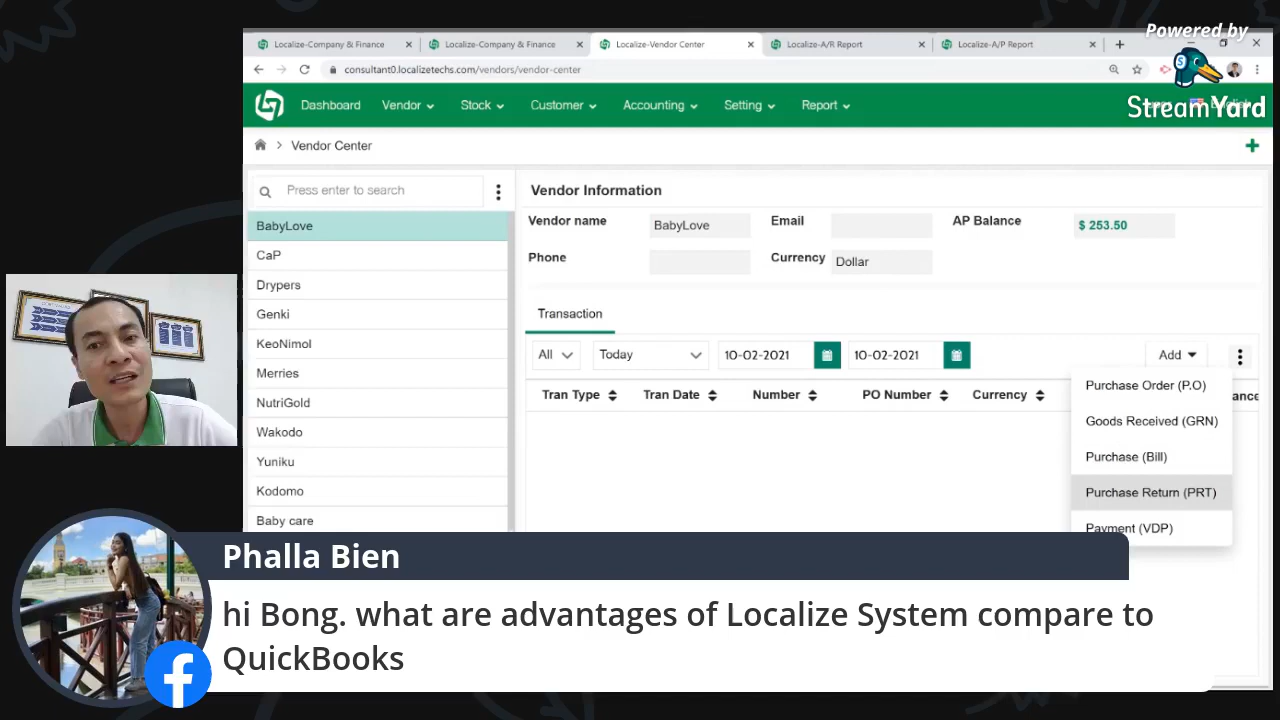 Powered by
StreamYard
Localize-Company & Finance
Localize-Company & Finance
Localize-Vendor Center
Localize-A/R Report
Localize-A/P Report
consultant0.localizetechs.com/vendors/vendor-center
Dashboard Vendor Stock Customer Accounting Setting Report
Vendor Center
Press enter to search
BabyLove
CaP
Drypers
Genki
KeoNimol
Merries
NutriGold
Wakodo
Yuniku
Kodomo
Baby care
Vendor Information
Vendor name BabyLove Email AP Balance $ 253.50
Phone Currency Dollar
Transaction
All Today 10-02-2021 10-02-2021 Add
Tran Type Tran Date Number PO Number Currency
Purchase Order (P.O)
Goods Received (GRN)
Purchase (Bill)
Purchase Return (PRT)
Payment (VDP)
Phalla Bien
hi Bong. what are advantages of Localize System compare to
QuickBooks